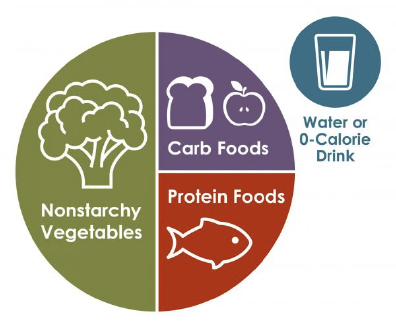 Carb Foods
Water or
0-Calorie
Drink
Nonstarchy
Vegetables
Protein Foods